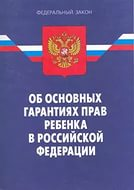 ФЕДЕРАЛЬНЫЙ ЗАКОН
ОБ ОСНОВНЫХ
ГАРАНТИЯХ ПРАВ
РЕБЕНКА
В РОССИЙСКОЙ
ФЕДЕРАЦИИ